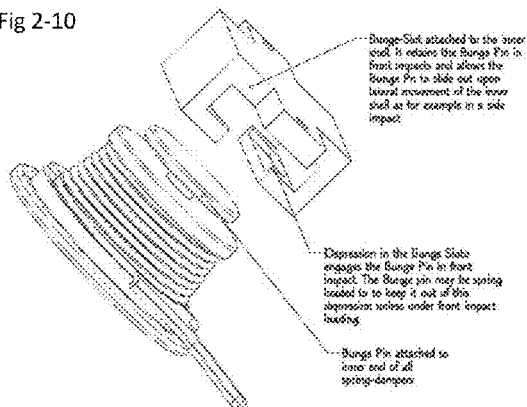 Fig 2-10
Bunge-Slot attached to the inner
shell. It retains the Bunge Pin in
front impacts and allows the
Bunge Pin to slide out upon
lateral movement of the inner
shell as for example in a side
impact
Depression in the Bunge Slots
engages the Bunge Pin in front
impact. The Bunge pin may be spring
loaded to to keep it out of this
depression unless under front impact
loading.
Bunge Pin attached to
inner end of all
spring-dampers